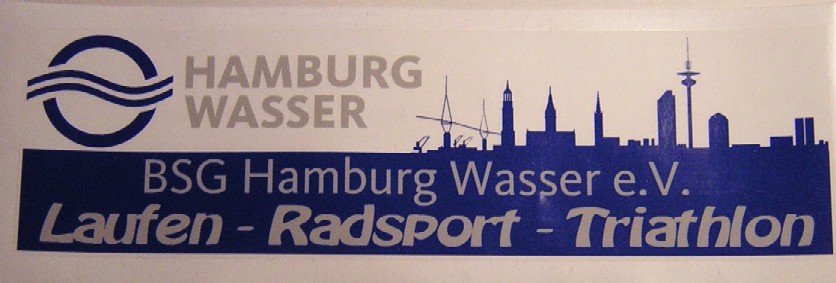 HAMBURG
WASSER
BSG Hamburg Wasser e.V.
Laufen - Radsport - Triathlon